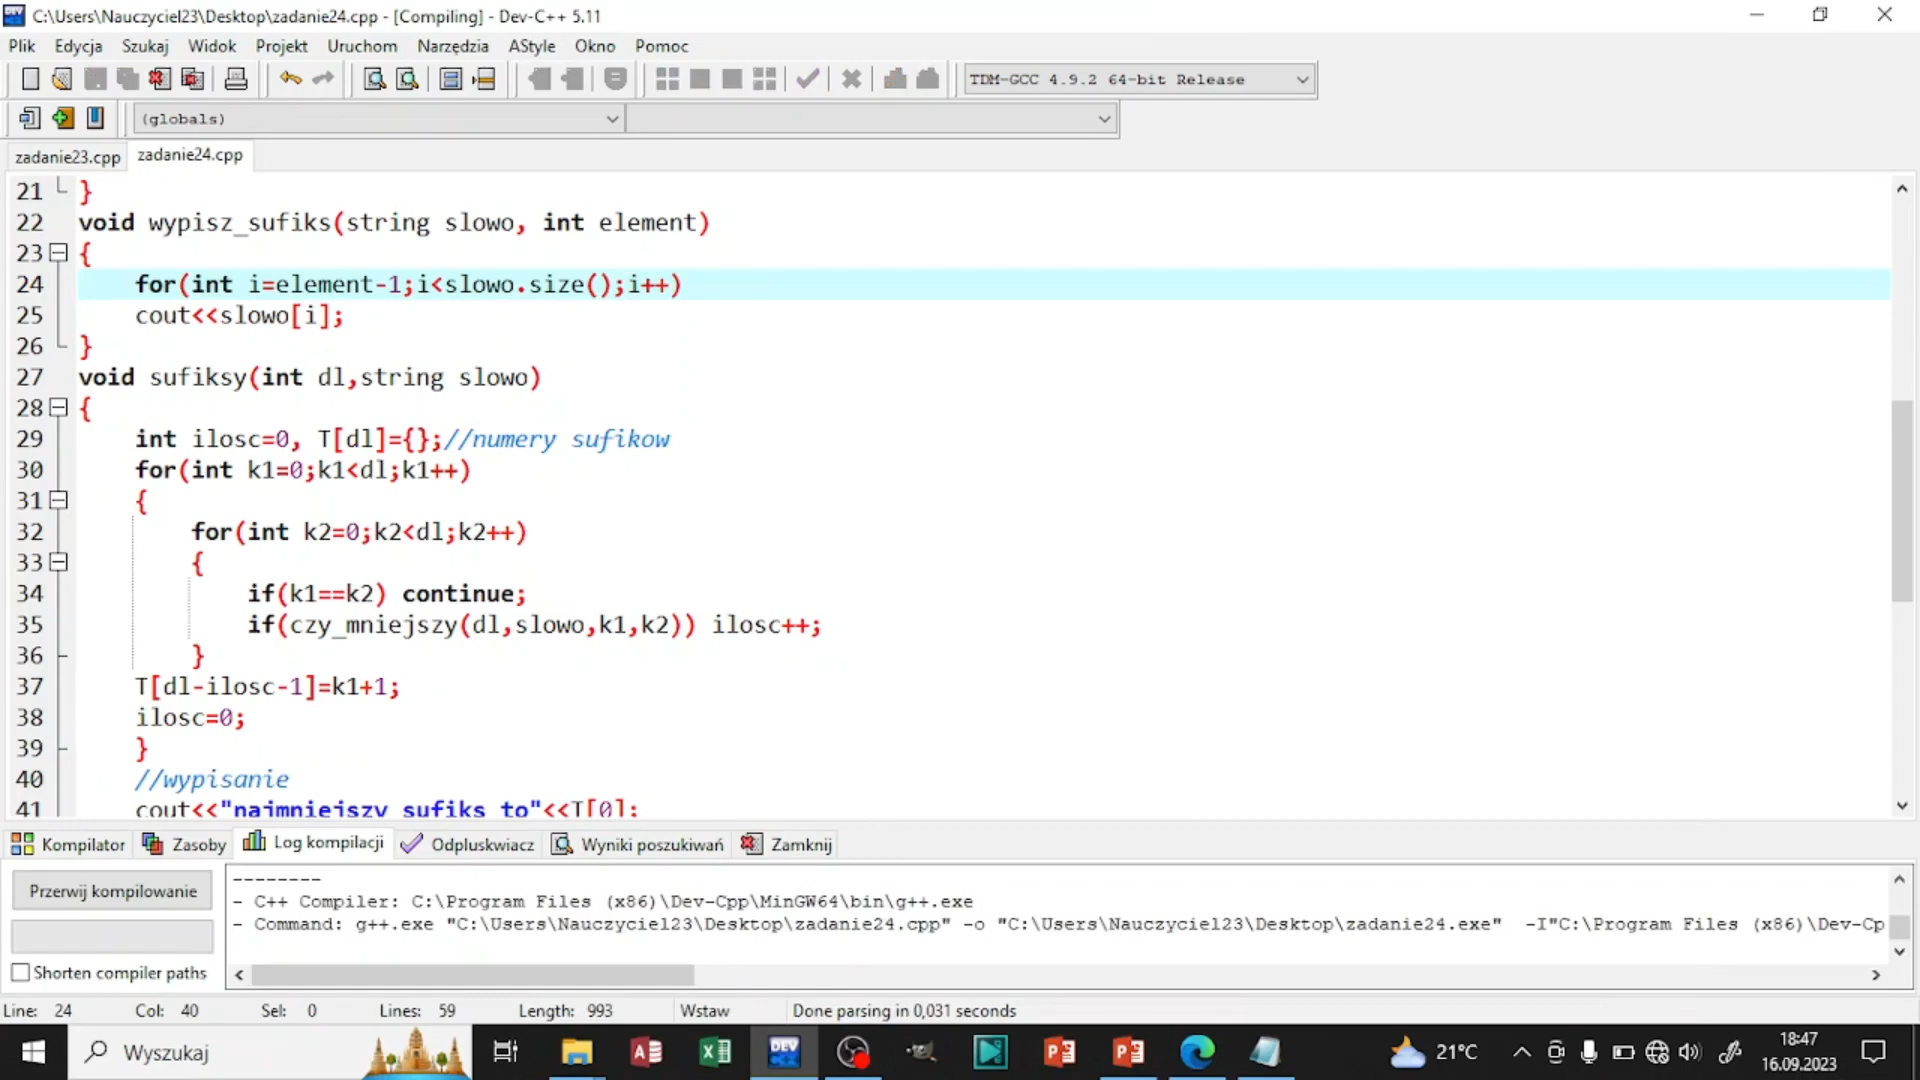 C:\Users\Nauczyciel23\Desktop\zadanie24.cpp - [Compiling] - Dev-C++ 5.11
Plik Edycja Szukaj Widok Projekt Uruchom Narzędzia AStyle Okno Pomoc
TDM-GCC 4.9.2 64-bit Release
(globals)
zadanie23.cpp zadanie24.cpp
21 }
22 void wypisz_sufiks(string slowo, int element)
23 {
24 for(int i=element-1;i<slowo.size();i++)
25 cout<<slowo[i];
26 }
27 void sufiksy(int dl,string slowo)
28 {
29 int ilosc=0, T[dl]={};//numery sufikow
30 for(int k1=0;k1<dl;k1++)
31 {
32 for(int k2=0;k2<dl;k2++)
33 {
34 if(k1==k2) continue;
35 if(czy_mniejszy(dl,slowo,k1,k2)) ilosc++;
36 }
37 T[dl-ilosc-1]=k1+1;
38 ilosc=0;
39 }
40 //wypisanie
41 cout<<"najmniejszy sufiks to"<<T[0];
Kompilator Zasoby Log kompilacji Odpluskwiacz Wyniki poszukiwań Zamknij
Przerwij kompilowanie
Shorten compiler paths
--------
- C++ Compiler: C:\Program Files (x86)\Dev-Cpp\MinGW64\bin\g++.exe
- Command: g++.exe "C:\Users\Nauczyciel23\Desktop\zadanie24.cpp" -o "C:\Users\Nauczyciel23\Desktop\zadanie24.exe" -I"C:\Program Files (x86)\Dev-Cp
Line: 24 Col: 40 Sel: 0 Lines: 59 Length: 993 Wstaw Done parsing in 0,031 seconds
Wyszukaj
DEV
21°C
18:47
16.09.2023